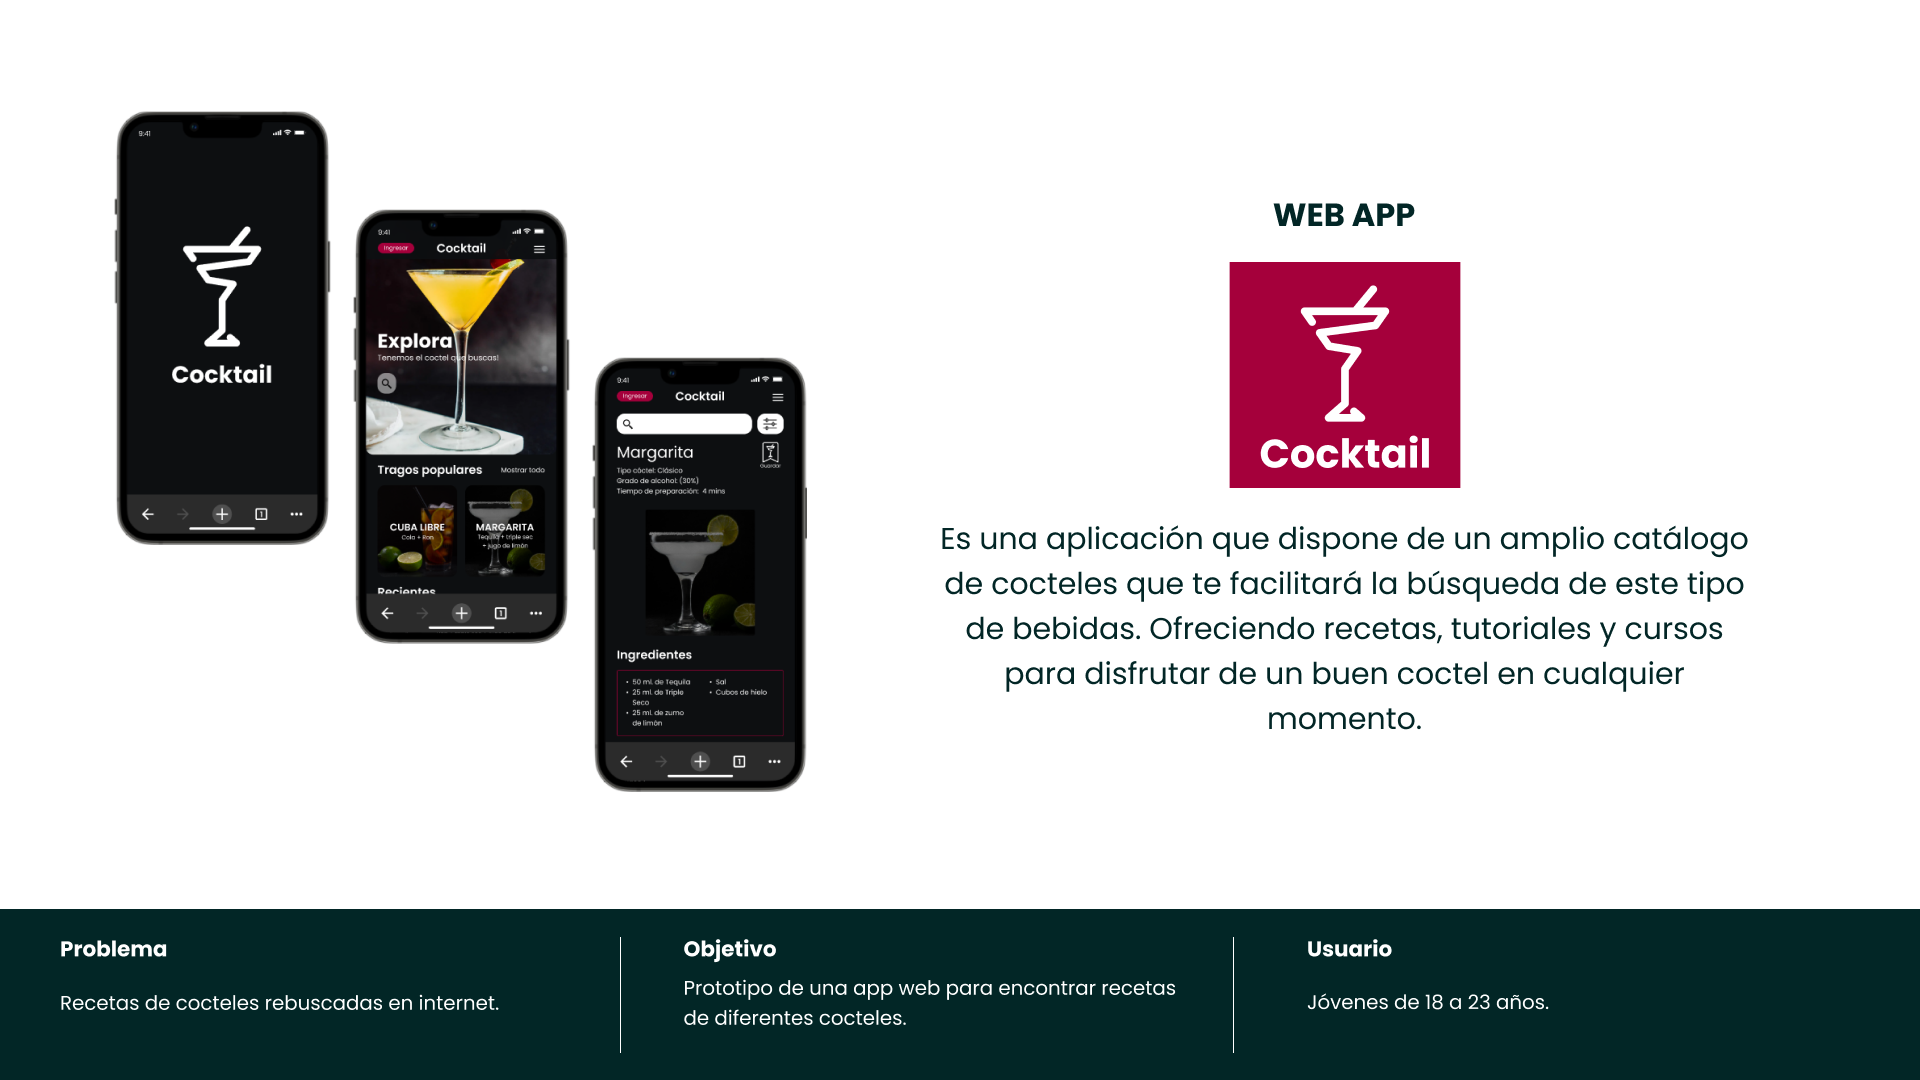 9:41
Cocktail
1
9:41
Ingresar
Cocktail
Explora
Tenemos el coctel que buscas!
Tragos populares
Mostrar todo
CUBA LIBRE
Cola + Ron
MARGARITA
Tequila + triple sec
+ jugo de limón
Recientes
1
9:41
Ingresar
Cocktail
Margarita
Guardar
Tipo cóctel: Clásico
Grado de alcohol: (30%)
Tiempo de preparación: 4 mins
Ingredientes
• 50 ml. de Tequila
• 25 ml. de Triple
Seco
• 25 ml. de zumo
de limón
• Sal
• Cubos de hielo
1
WEB APP
Cocktail
Es una aplicación que dispone de un amplio catálogo
de cocteles que te facilitará la búsqueda de este tipo
de bebidas. Ofreciendo recetas, tutoriales y cursos
para disfrutar de un buen coctel en cualquier
momento.
Problema
Recetas de cocteles rebuscadas en internet.
Objetivo
Prototipo de una app web para encontrar recetas
de diferentes cocteles.
Usuario
Jóvenes de 18 a 23 años.